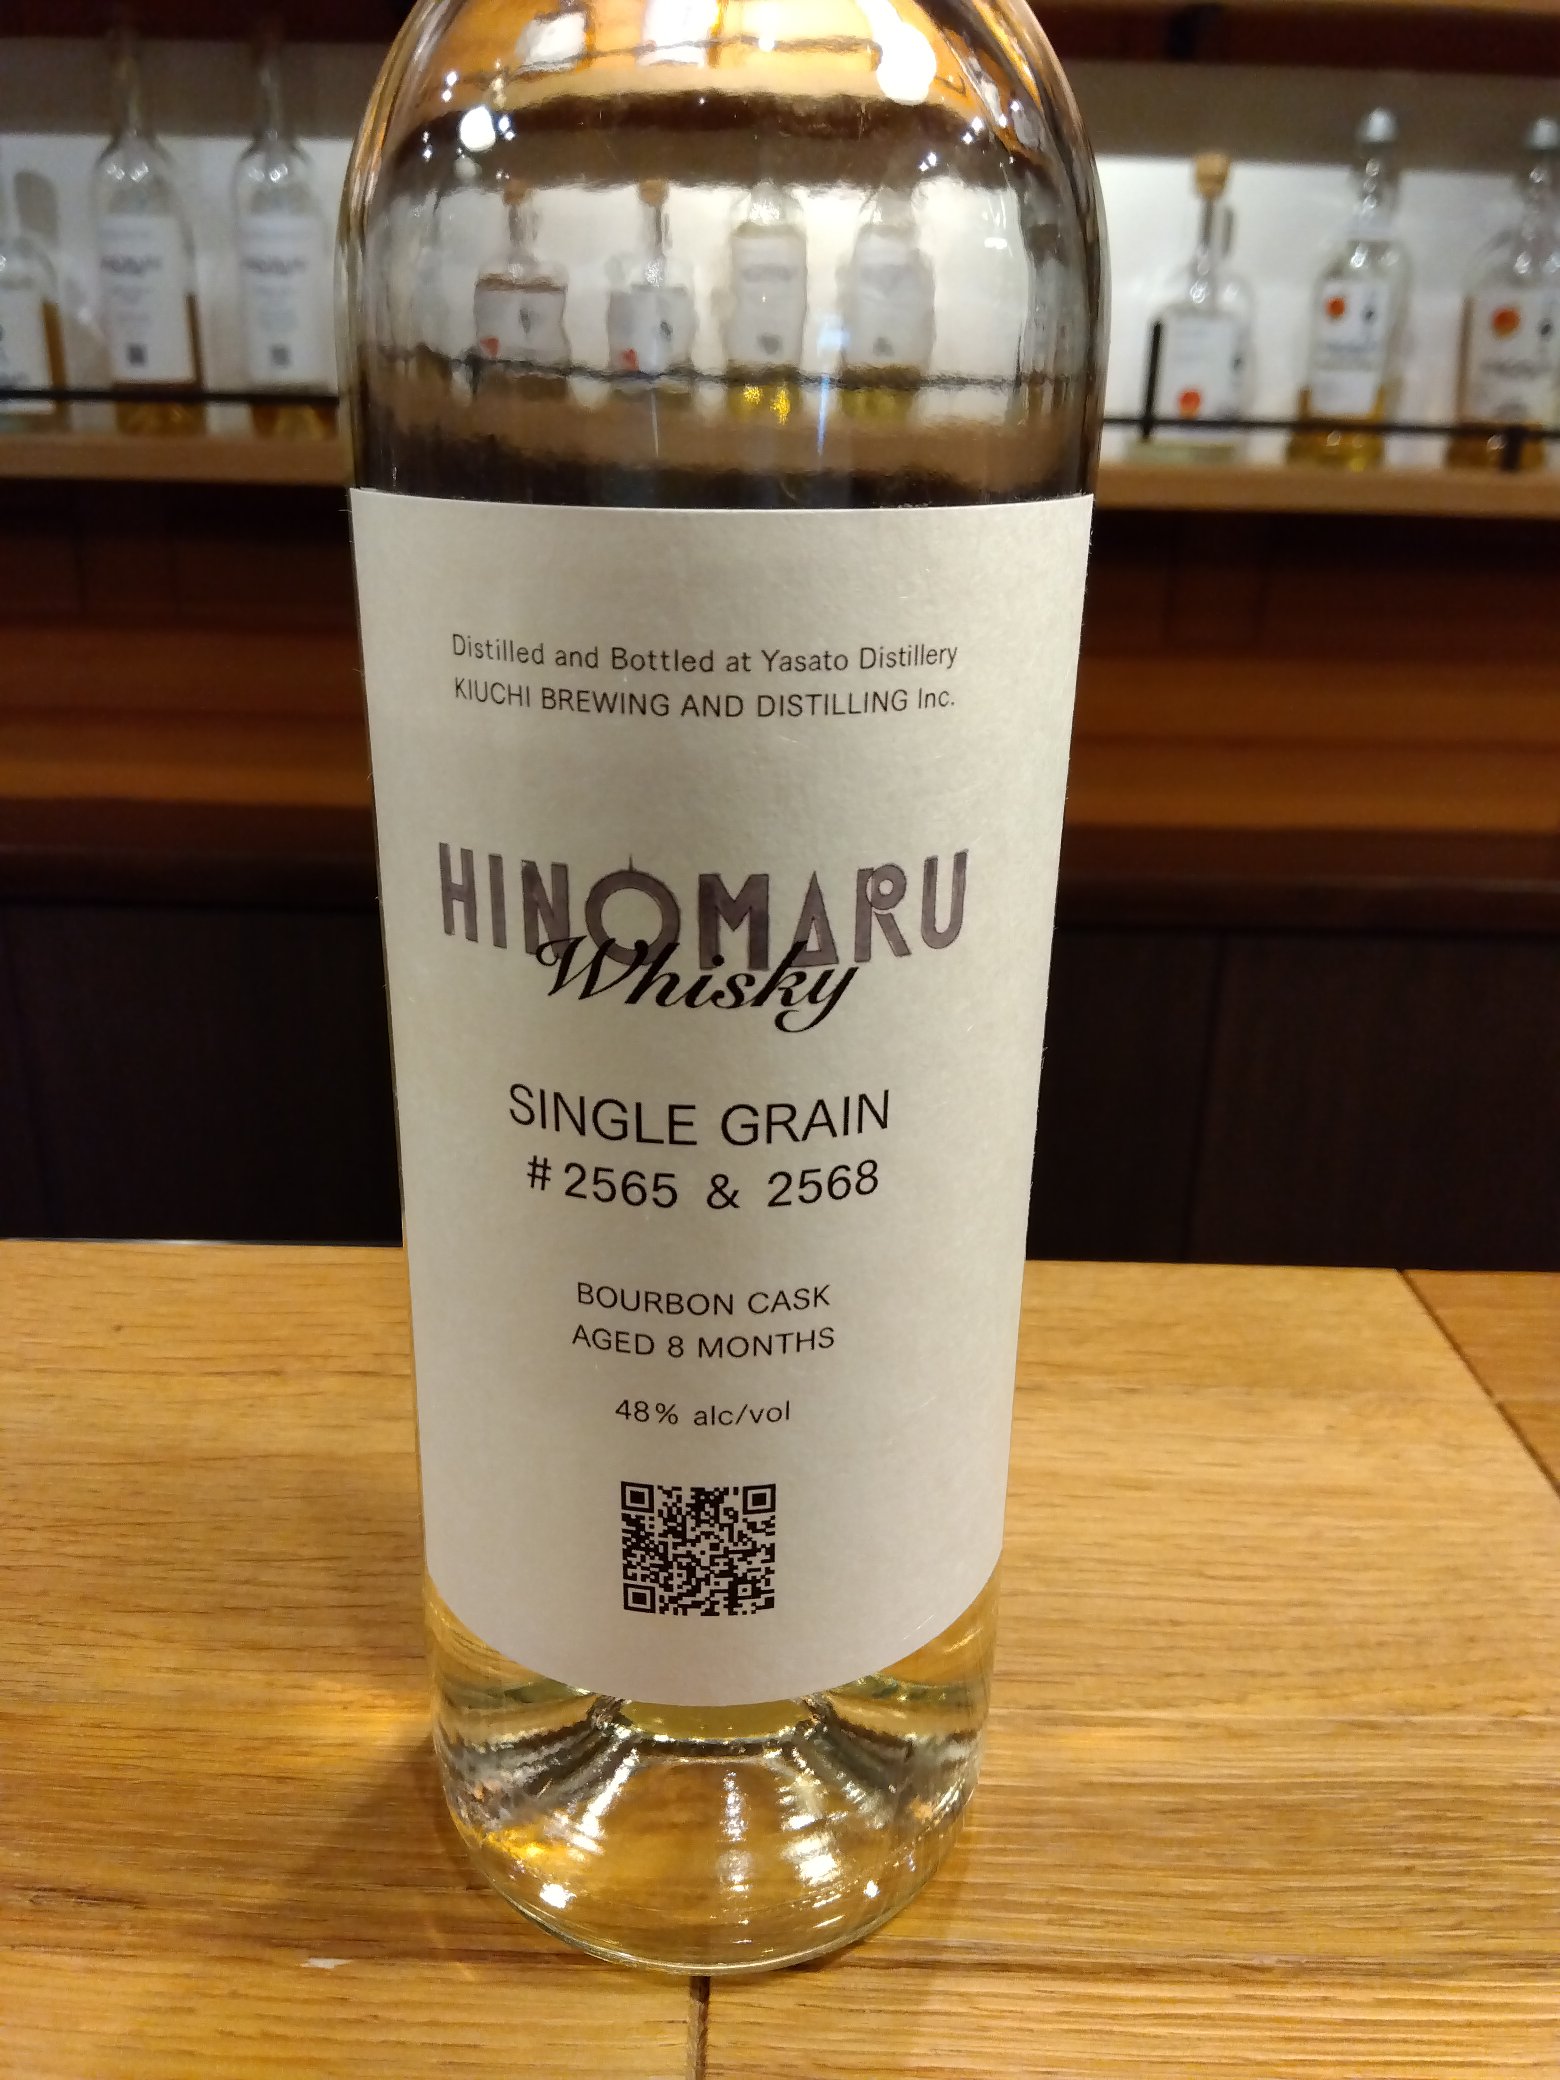 Distilled and Bottled at Yasato Distillery
KIUCHI BREWING AND DISTILLING Inc.
HINOMARU
Whisky
SINGLE GRAIN
#2565 & 2568
BOURBON CASK
AGED 8 MONTHS
48% alc/vol